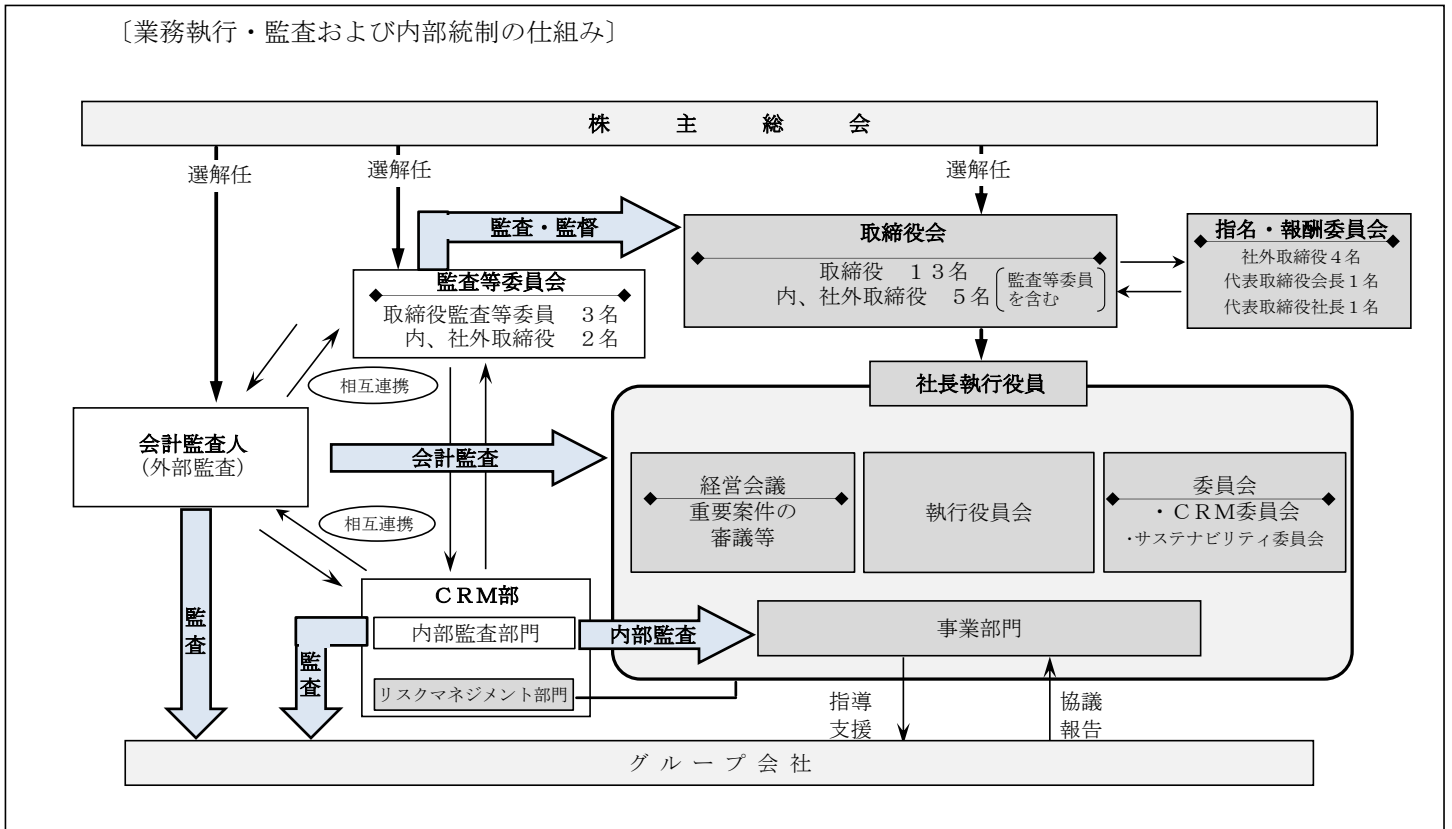 〔業務執行・監査および内部統制の仕組み〕
株主総会
選解任
選解任
選解任
監査・監督
取締役会
取締役 １３名
内、社外取締役 ５名
監査等委員
を含む
指名・報酬委員会
社外取締役４名
代表取締役会長１名
代表取締役社長１名
監査等委員会
取締役監査等委員 ３名
内、社外取締役 ２名
相互連携
社長執行役員
会計監査人
（外部監査）
会計監査
経営会議
重要案件の
審議等
執行役員会
委員会
・ＣＲＭ委員会
・サステナビリティ委員会
相互連携
ＣＲＭ部
内部監査部門
内部監査
事業部門
監査
監査
リスクマネジメント部門
指導
支援
協議
報告
グループ会社